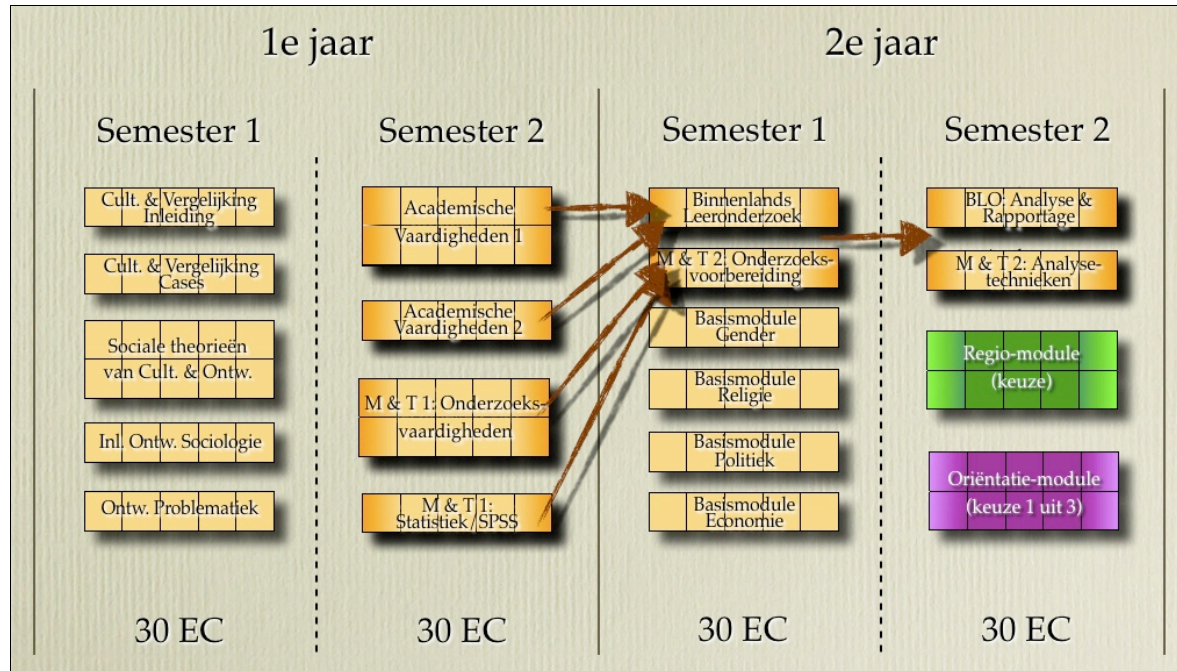 1e jaar
2e jaar
Semester 1
Semester 2
Semester 1
Semester 2
Cult. & Vergelijking
Inleiding
Cult. & Vergelijking
Cases
Sociale theorieën
van Cult. & Ontw.
Inl. Ontw. Sociologie
Ontw. Problematiek
Academische
Vaardigheden 1
Academische
Vaardigheden 2
M & T 1: Onderzoeks-
vaardigheden
M & T 1:
Statistiek/SPSS
Binnenlands
Leeronderzoek
M & T 2: Onderzoeks-
voorbereiding
Basismodule
Gender
Basismodule
Religie
Basismodule
Politiek
Basismodule
Economie
BLO: Analyse &
Rapportage
M & T 2: Analyse-
technieken
Regio-module
(keuze)
Oriëntatie-module
(keuze 1 uit 3)
30 EC
30 EC
30 EC
30 EC